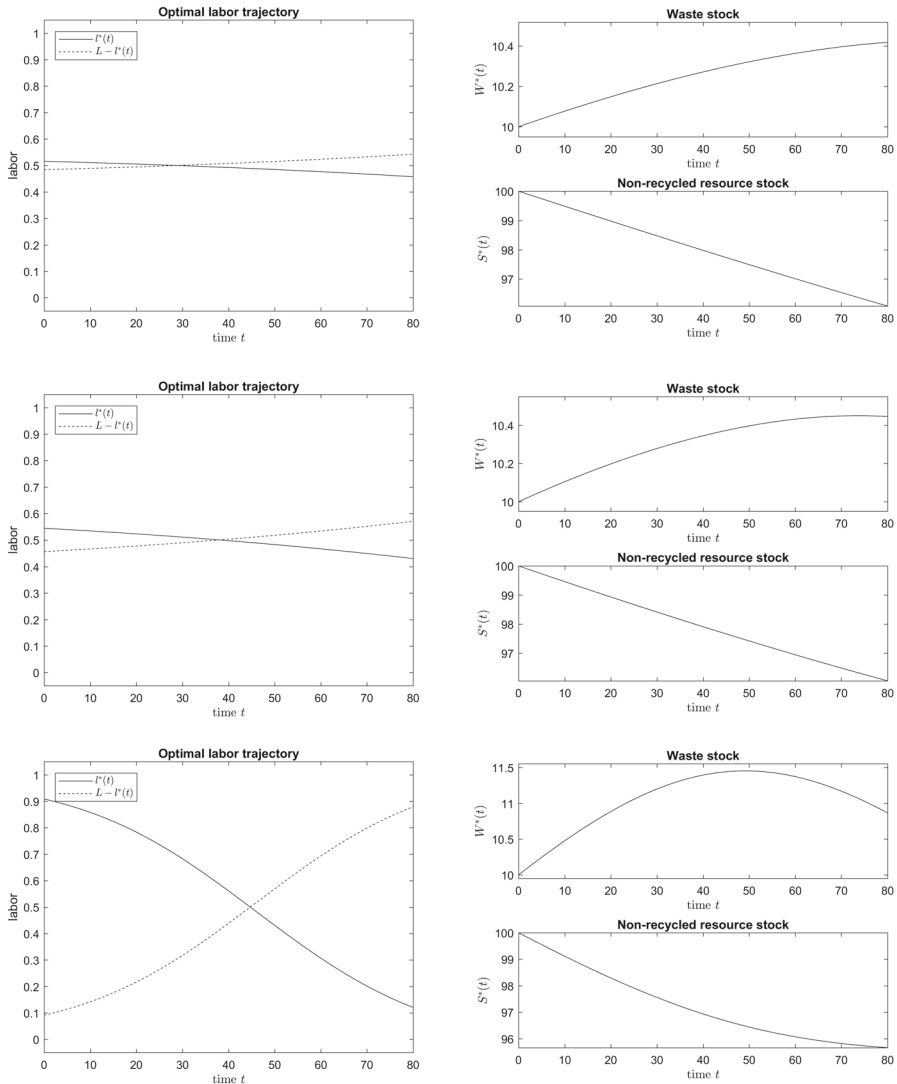 Optimal labor trajectory
l*(t)
L − l*(t)
1
0.9
0.8
0.7
0.6
0.5
0.4
0.3
0.2
0.1
0
labor
0 10 20 30 40 50 60 70 80
time t
Waste stock
10.4
10.2
10
W*(t)
0 10 20 30 40 50 60 70 80
time t
Non-recycled resource stock
100
99
98
97
S*(t)
0 10 20 30 40 50 60 70 80
time t
Optimal labor trajectory
l*(t)
L − l*(t)
1
0.9
0.8
0.7
0.6
0.5
0.4
0.3
0.2
0.1
0
labor
0 10 20 30 40 50 60 70 80
time t
Waste stock
10.4
10.2
10
W*(t)
0 10 20 30 40 50 60 70 80
time t
Non-recycled resource stock
100
99
98
97
S*(t)
0 10 20 30 40 50 60 70 80
time t
Optimal labor trajectory
l*(t)
L − l*(t)
1
0.9
0.8
0.7
0.6
0.5
0.4
0.3
0.2
0.1
0
labor
0 10 20 30 40 50 60 70 80
time t
Waste stock
11.5
11
10.5
10
W*(t)
0 10 20 30 40 50 60 70 80
time t
Non-recycled resource stock
100
99
98
97
96
S*(t)
0 10 20 30 40 50 60 70 80
time t